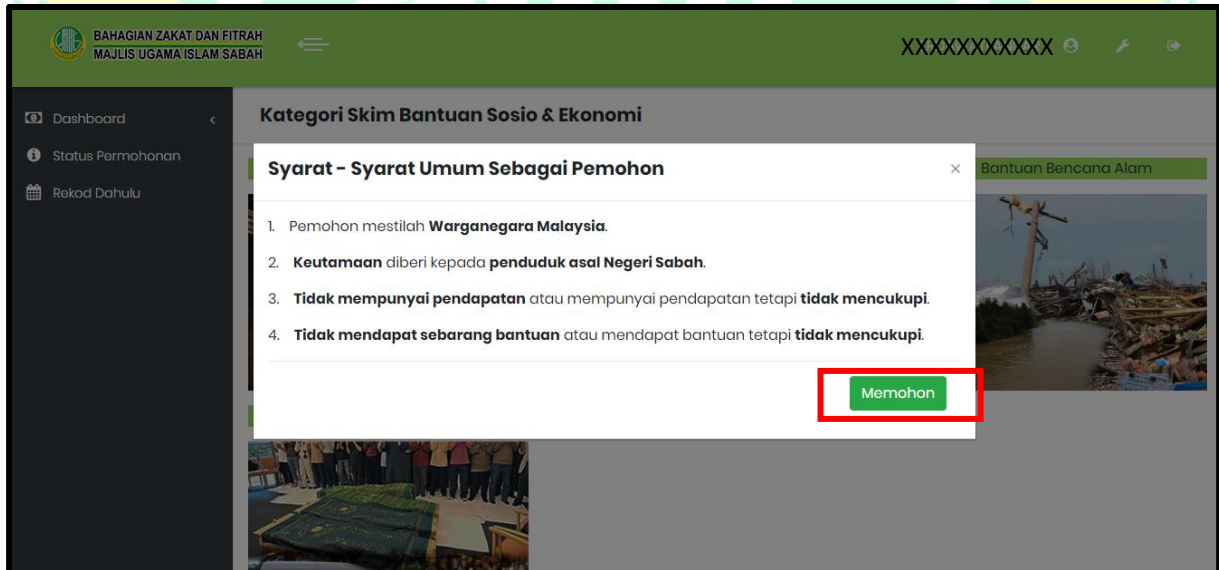 BAHAGIAN ZAKAT DAN FITRAH
MAJLIS UGAMA ISLAM SABAH
XXXXXXXXXXX
Dashboard
Status Permohonan
Rekod Dahulu
Kategori Skim Bantuan Sosio & Ekonomi
Bantuan Bencana Alam
Syarat - Syarat Umum Sebagai Pemohon ×
1. Pemohon mestilah Warganegara Malaysia.
2. Keutamaan diberi kepada penduduk asal Negeri Sabah.
3. Tidak mempunyai pendapatan atau mempunyai pendapatan tetapi tidak mencukupi.
4. Tidak mendapat sebarang bantuan atau mendapat bantuan tetapi tidak mencukupi.
Memohon